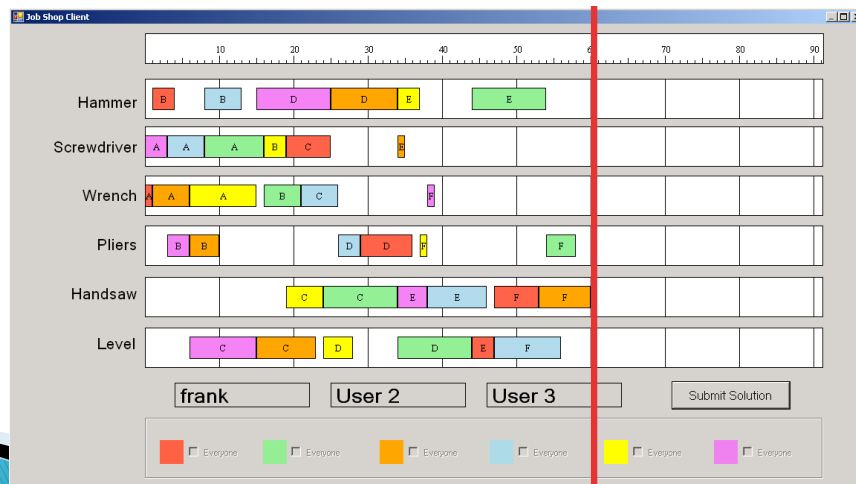 Job Shop Client
10 20 30 40 50 60 70 80 90
Hammer B B D D E E
Screwdriver A A A B C E
Wrench A A A B C F
Pliers B B D D F F
Handsaw C C E E F F
Level C C D D E F
frank User 2 User 3 Submit Solution
Everyone Everyone Everyone Everyone Everyone Everyone